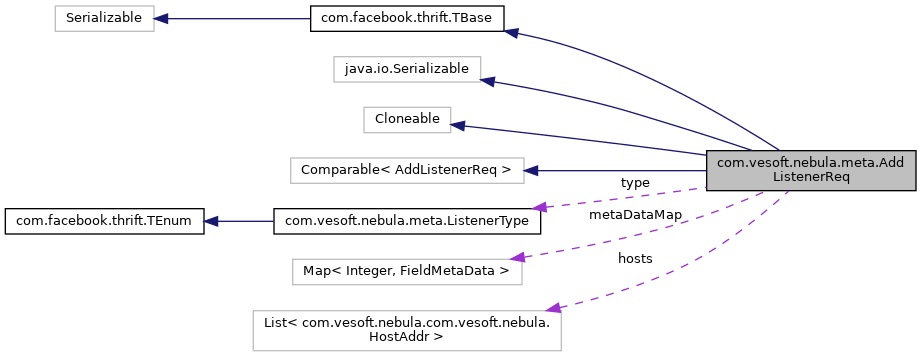 Serializable
com.facebook.thrift.TBase
java.io.Serializable
Cloneable
Comparable< AddListenerReq >
com.vesoft.nebula.meta.Add
ListenerReq
type
com.facebook.thrift.TEnum
com.vesoft.nebula.meta.ListenerType
metaDataMap
Map< Integer, FieldMetaData >
hosts
List< com.vesoft.nebula.com.vesoft.nebula.
HostAddr >